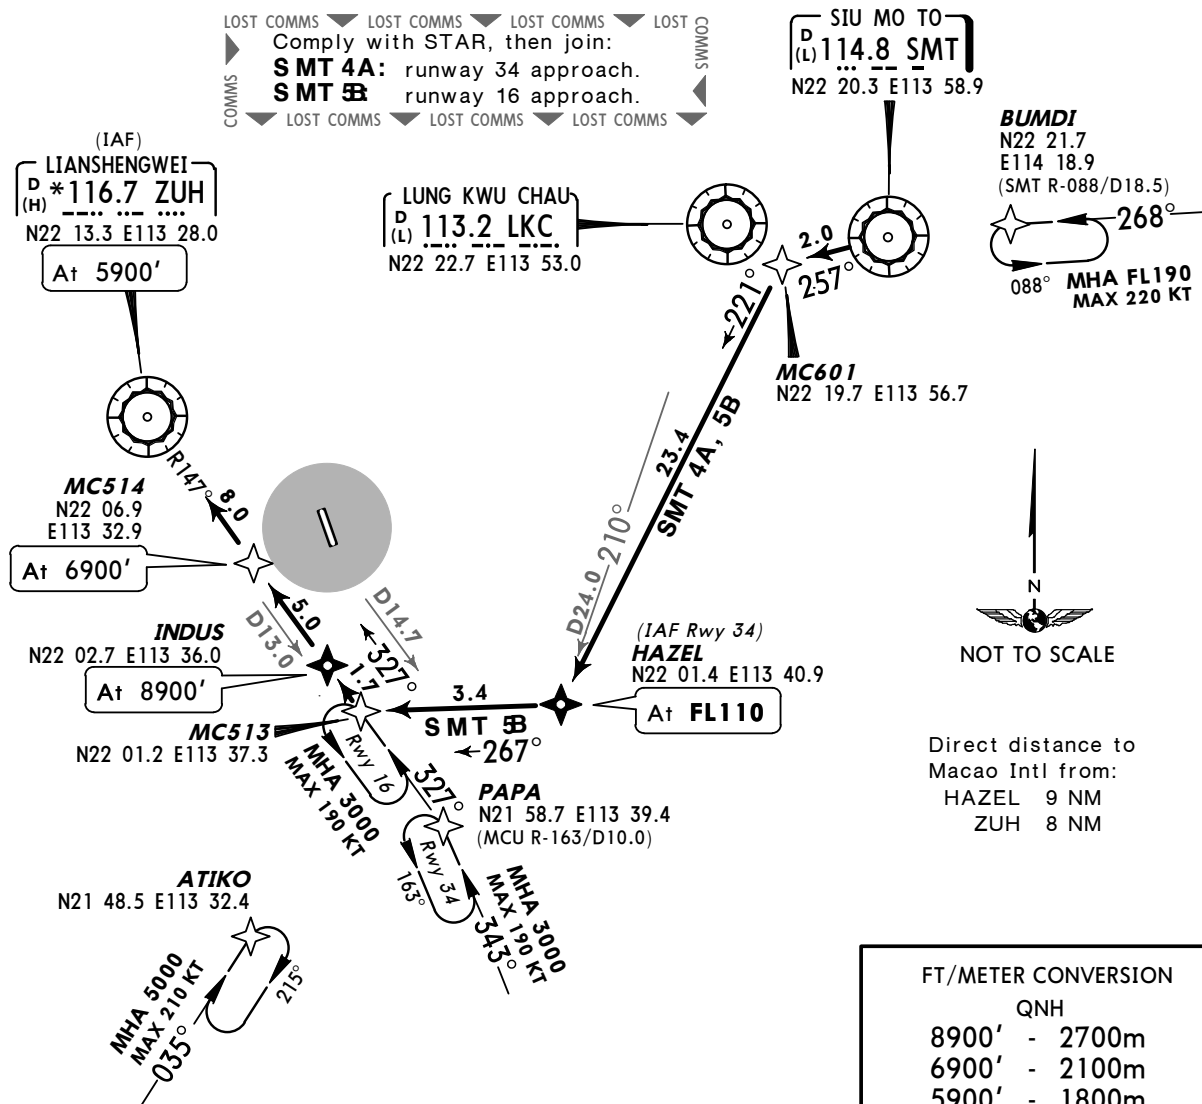 LOST COMMS LOST COMMS LOST COMMS LOST
COMMS
COMMS
Comply with STAR, then join:
SMT 4A: runway 34 approach.
SMT 5B: runway 16 approach.
LOST COMMS LOST COMMS LOST COMMS
SIU MO TO
D
(L) 114.8 SMT
N22 20.3 E113 58.9
BUMDI
N22 21.7
E114 18.9
(SMT R-088/D18.5)
268°
088°
MHA FL190
MAX 220 KT
(IAF)
LIANSHENGWEI
D
(H) *116.7 ZUH
N22 13.3 E113 28.0
At 5900'
LUNG KWU CHAU
D
(L) 113.2 LKC
N22 22.7 E113 53.0
2.0
257°
221°
MC601
N22 19.7 E113 56.7
23.4
SMT 4A, 5B
D24.0
210°
R147°
8.0
MC514
N22 06.9
E113 32.9
At 6900'
5.0
D13.0
D14.7
INDUS
N22 02.7 E113 36.0
At 8900'
327°
1.7
(IAF Rwy 34)
HAZEL
N22 01.4 E113 40.9
At FL110
3.4
SMT 5B
267°
MC513
N22 01.2 E113 37.3
Rwy 16
MHA 3000
MAX 190 KT
327°
PAPA
N21 58.7 E113 39.4
(MCU R-163/D10.0)
Rwy 34
163°
MHA 3000
MAX 190 KT
343°
ATIKO
N21 48.5 E113 32.4
MHA 5000
MAX 210 KT
035°
215°
N
NOT TO SCALE
Direct distance to
Macao Intl from:
HAZEL 9 NM
ZUH 8 NM
FT/METER CONVERSION
QNH
8900' - 2700m
6900' - 2100m
5900' - 1800m